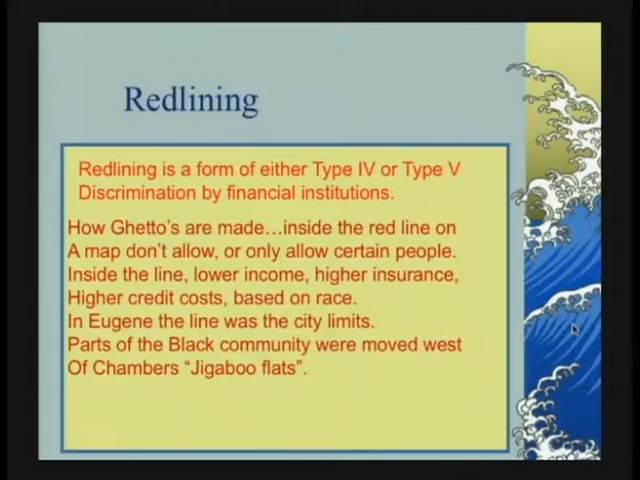 Redlining
Redlining is a form of either Type IV or Type V
Discrimination by financial institutions.
How Ghetto's are made…inside the red line on
A map don't allow, or only allow certain people.
Inside the line, lower income, higher insurance,
Higher credit costs, based on race.
In Eugene the line was the city limits.
Parts of the Black community were moved west
Of Chambers “Jigaboo flats”.